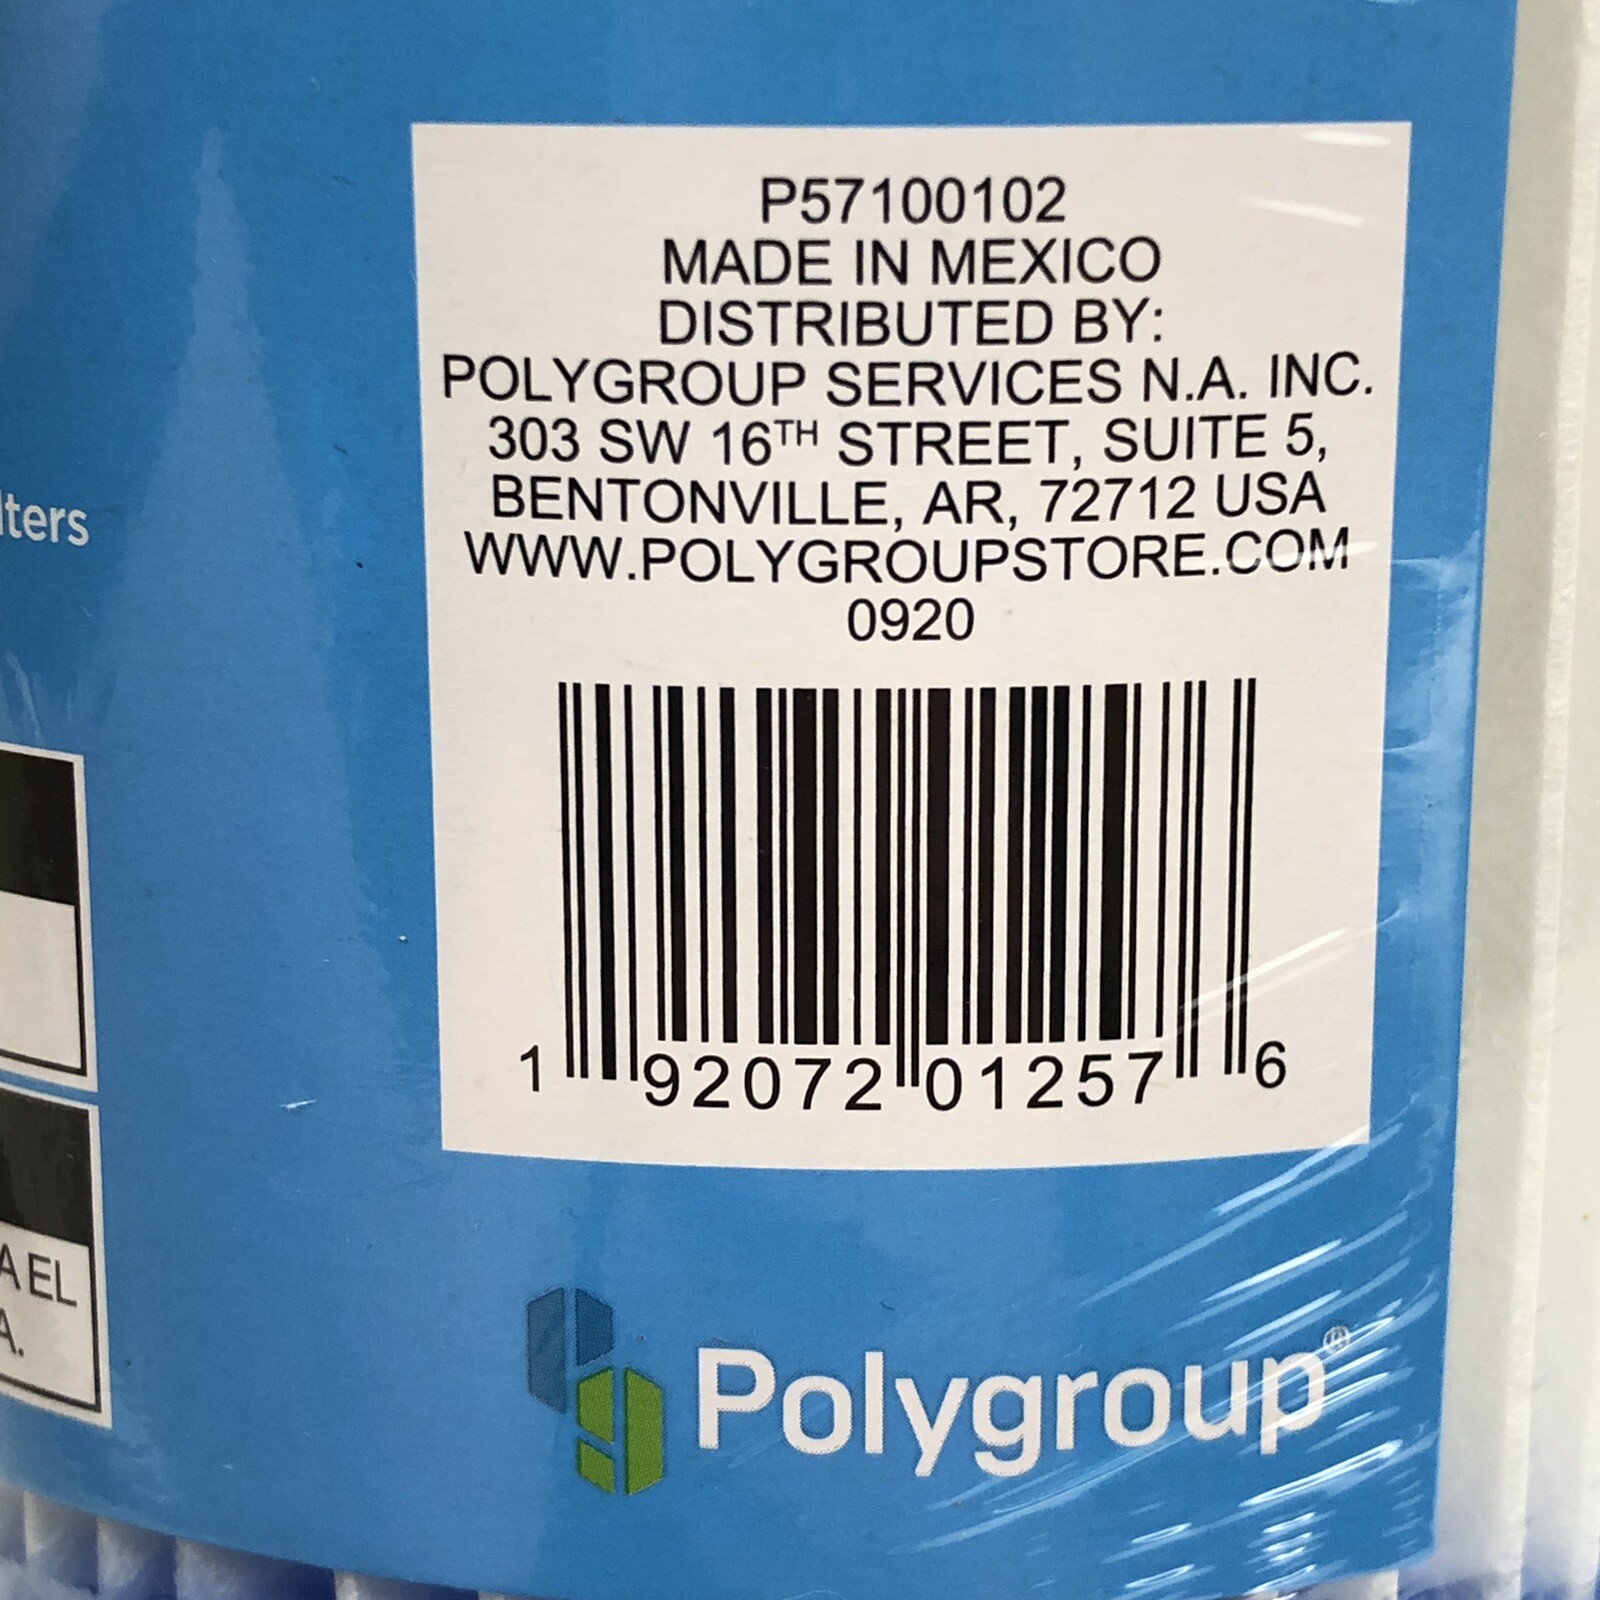 P57100102
MADE IN MEXICO
DISTRIBUTED BY:
POLYGROUP SERVICES N.A. INC.
303 SW 16TH STREET, SUITE 5,
BENTONVILLE, AR, 72712 USA
WWW.POLYGROUPSTORE.COM
0920
1 92072 01257 6
lters
A EL
A.
Polygroup®